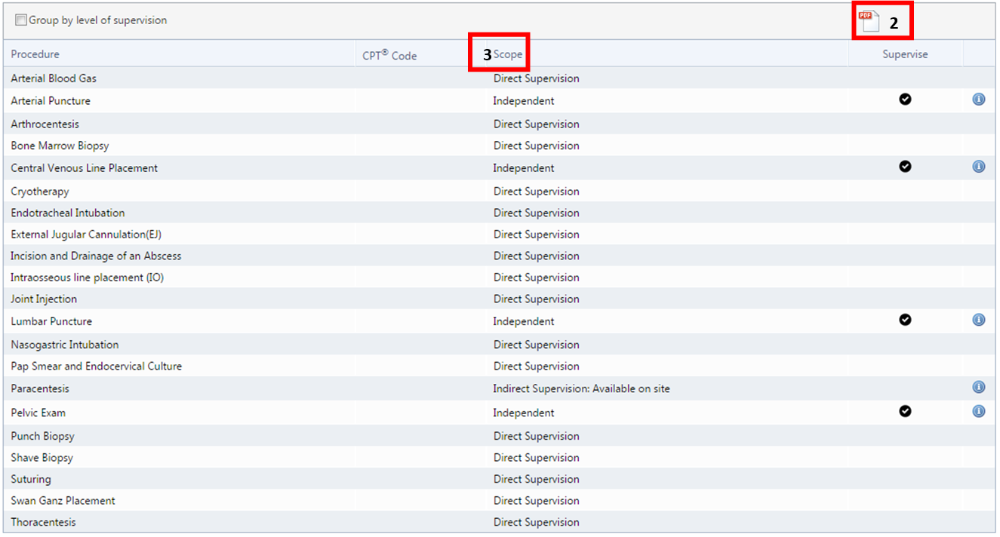 Group by level of supervision PDF 2
Procedure CPT® Code 3 Scope Supervise
Arterial Blood Gas Direct Supervision
Arterial Puncture Independent
Arthrocentesis Direct Supervision
Bone Marrow Biopsy Direct Supervision
Central Venous Line Placement Independent
Cryotherapy Direct Supervision
Endotracheal Intubation Direct Supervision
External Jugular Cannulation(EJ) Direct Supervision
Incision and Drainage of an Abscess Direct Supervision
Intraosseous line placement (IO) Direct Supervision
Joint Injection Direct Supervision
Lumbar Puncture Independent
Nasogastric Intubation Direct Supervision
Pap Smear and Endocervical Culture Direct Supervision
Paracentesis Indirect Supervision: Available on site
Pelvic Exam Independent
Punch Biopsy Direct Supervision
Shave Biopsy Direct Supervision
Suturing Direct Supervision
Swan Ganz Placement Direct Supervision
Thoracentesis Direct Supervision